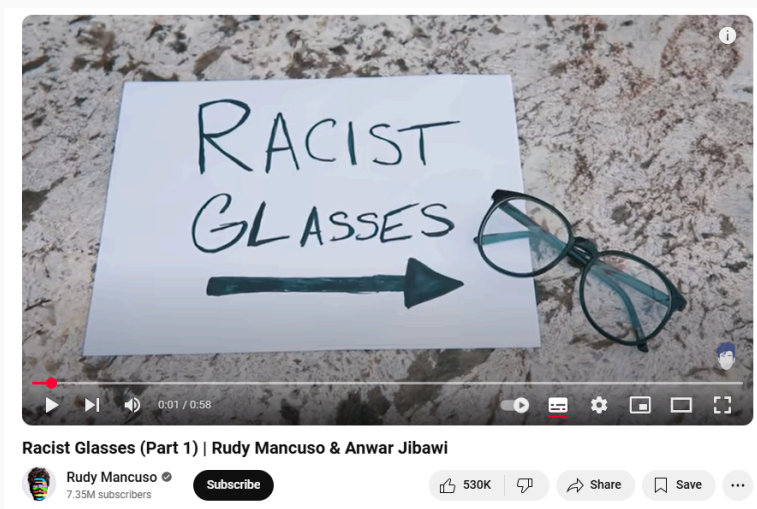 RACIST
GLASSES
0:01 / 0:58
Racist Glasses (Part 1) | Rudy Mancuso & Anwar Jibawi
Rudy Mancuso
7.35M subscribers
Subscribe
530K
Share
Save